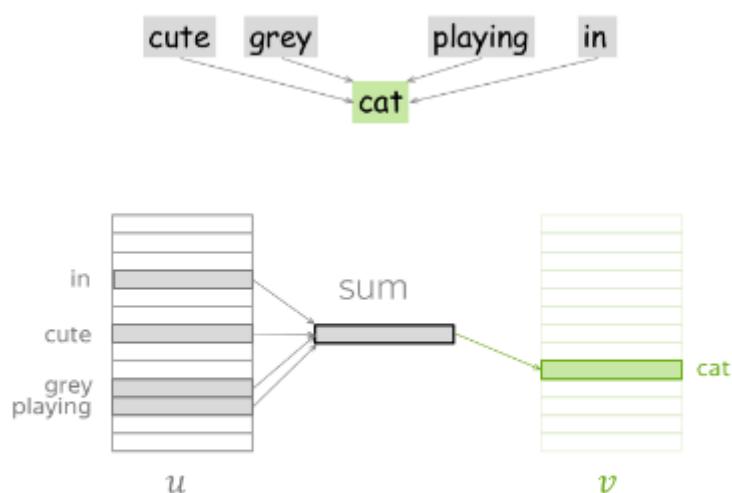 cute grey playing in
cat
in
sum
cute
cat
grey
playing
u
v